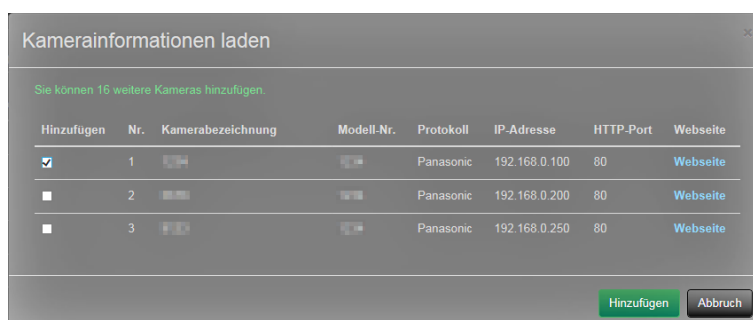 Kamerainformationen laden
×
Sie können 16 weitere Kameras hinzufügen.
Hinzufügen Nr. Kamerabezeichnung Modell-Nr. Protokoll IP-Adresse HTTP-Port Webseite
1 Panasonic 192.168.0.100 80 Webseite
2 Panasonic 192.168.0.200 80 Webseite
3 Panasonic 192.168.0.250 80 Webseite
Hinzufügen Abbruch